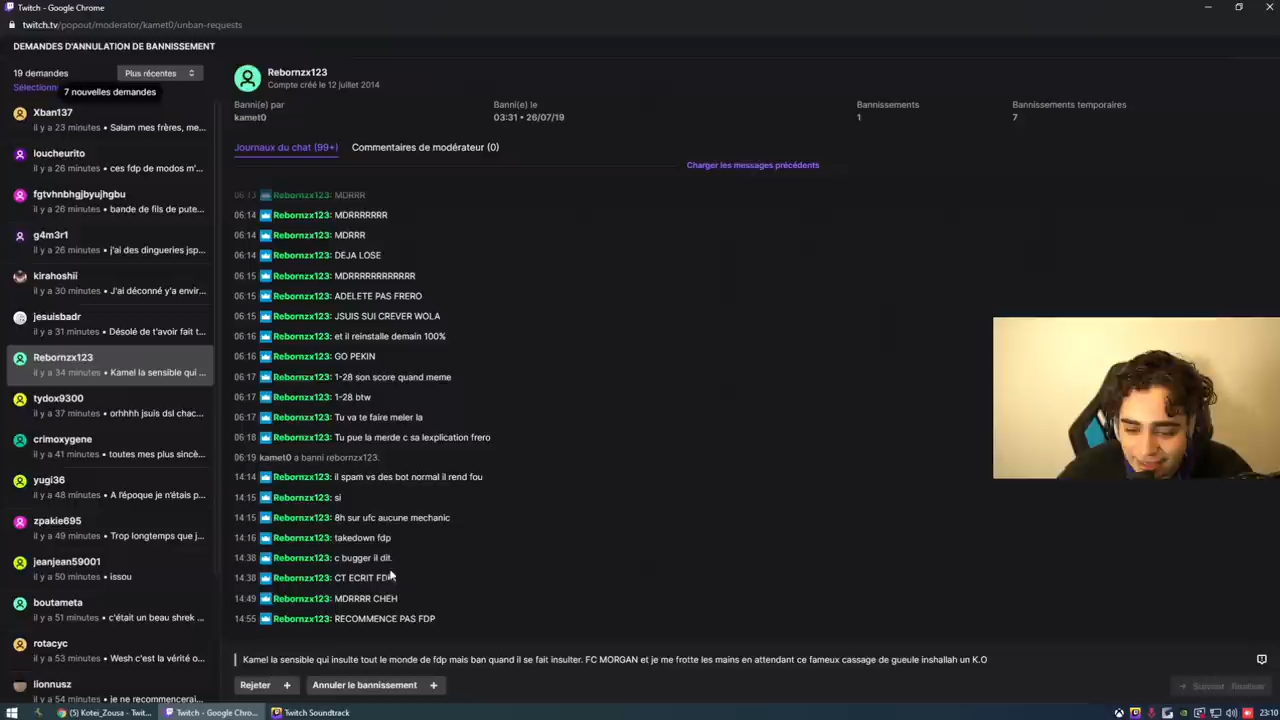 Twitch - Google Chrome
twitch.tv/popout/moderator/kamet0/unban-requests
DEMANDES D'ANNULATION DE BANNISSEMENT
19 demandes
Plus récentes
Sélectionn
7 nouvelles demandes
Xban137
il y a 23 minutes • Salam mes frères, me...
loucheurito
il y a 26 minutes • ces fdp de modos m'...
fgtvhnbhgjbyujhgbu
il y a 26 minutes • bande de fils de pute...
g4m3r1
il y a 26 minutes • j'ai des dingueries jsp...
kirahoshii
il y a 30 minutes • J'ai déconné y'a envir...
jesuisbadr
il y a 31 minutes • Désolé de t'avoir fait t...
Rebornzx123
il y a 34 minutes • Kamel la sensible qui ...
tydox9300
il y a 37 minutes • orhhhh jsuis dsl chac...
crimoxygene
il y a 41 minutes • toutes mes plus sincè...
yugi36
il y a 48 minutes • A l'époque je n'étais p...
zpakie695
il y a 49 minutes • Trop longtemps que j...
jeanjean59001
il y a 50 minutes • issou
boutameta
il y a 51 minutes • c'était un beau shrek ...
rotacyc
il y a 53 minutes • Wesh c'est la vérité o...
lionnusz
il y a 54 minutes • je ne recommencerai...
Rebornzx123
Compte créé le 12 juillet 2014
Banni(e) par
kamet0
Banni(e) le
03:31 • 26/07/19
Bannissements
1
Bannissements temporaires
7
Journaux du chat (99+)
Commentaires de modérateur (0)
Charger les messages précédents
06:13 Rebornzx123: MDRRR
06:14 Rebornzx123: MDRRRRRRR
06:14 Rebornzx123: MDRRR
06:14 Rebornzx123: DEJA LOSE
06:15 Rebornzx123: MDRRRRRRRRRRRR
06:15 Rebornzx123: ADELETE PAS FRERO
06:15 Rebornzx123: JSUIS SUI CREVER WOLA
06:16 Rebornzx123: et il reinstalle demain 100%
06:16 Rebornzx123: GO PEKIN
06:17 Rebornzx123: 1-28 son score quand meme
06:17 Rebornzx123: 1-28 btw
06:17 Rebornzx123: Tu va te faire meler la
06:18 Rebornzx123: Tu pue la merde c sa lexplication frero
06:19 kamet0 a banni rebornzx123.
14:14 Rebornzx123: il spam vs des bot normal il rend fou
14:15 Rebornzx123: si
14:15 Rebornzx123: 8h sur ufc aucune mechanic
14:16 Rebornzx123: takedown fdp
14:38 Rebornzx123: c bugger il dit.
14:38 Rebornzx123: CT ECRIT FDP
14:49 Rebornzx123: MDRRRR CHEH
14:55 Rebornzx123: RECOMMENCE PAS FDP
Kamel la sensible qui insulte tout le monde de fdp mais ban quand il se fait insulter. FC MORGAN et je me frotte les mains en attendant ce fameux cassage de gueule inshallah un K.O
Rejeter +
Annuler le bannissement +
Suivant
(5) Kotei_Zousa - Twit...
Twitch - Google Chro...
Twitch Soundtrack
23:10